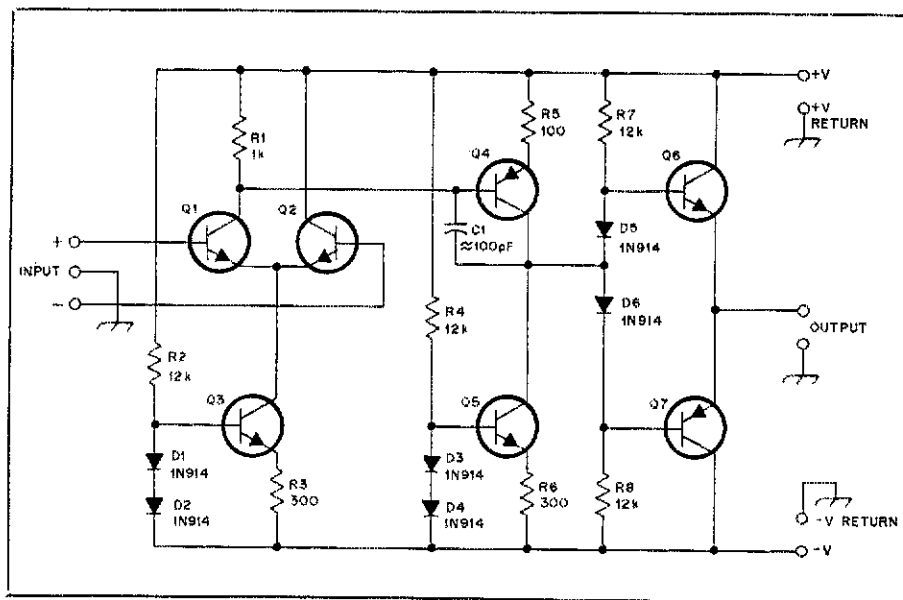 +V
+V
RETURN
R1
1k
Q1
Q2
Q4
R5
100
R7
12k
Q6
C1
≈100pF
D5
1N914
D6
1N914
+
INPUT
−
R2
12k
Q3
R4
12k
Q5
Q7
OUTPUT
D1
1N914
D2
1N914
R3
300
D3
1N914
D4
1N914
R6
300
R8
12k
-V RETURN
-V